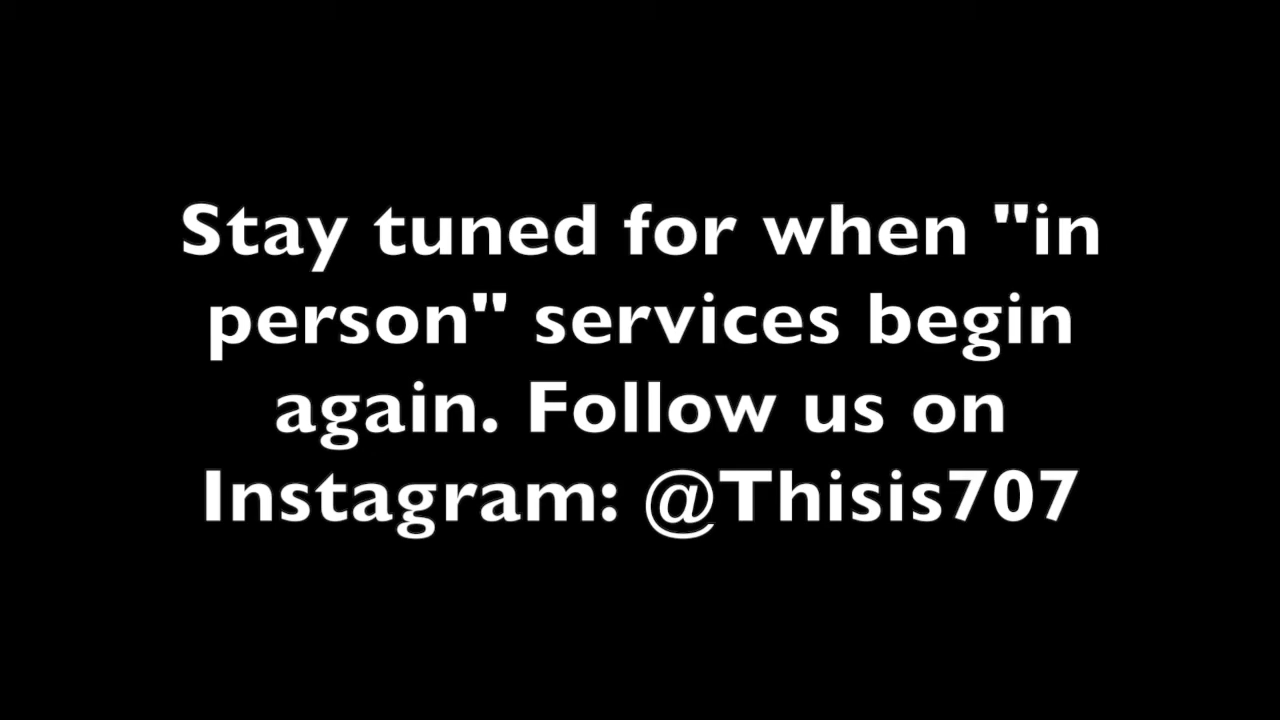 Stay tuned for when "in
person" services begin
again. Follow us on
Instagram: @Thisis707